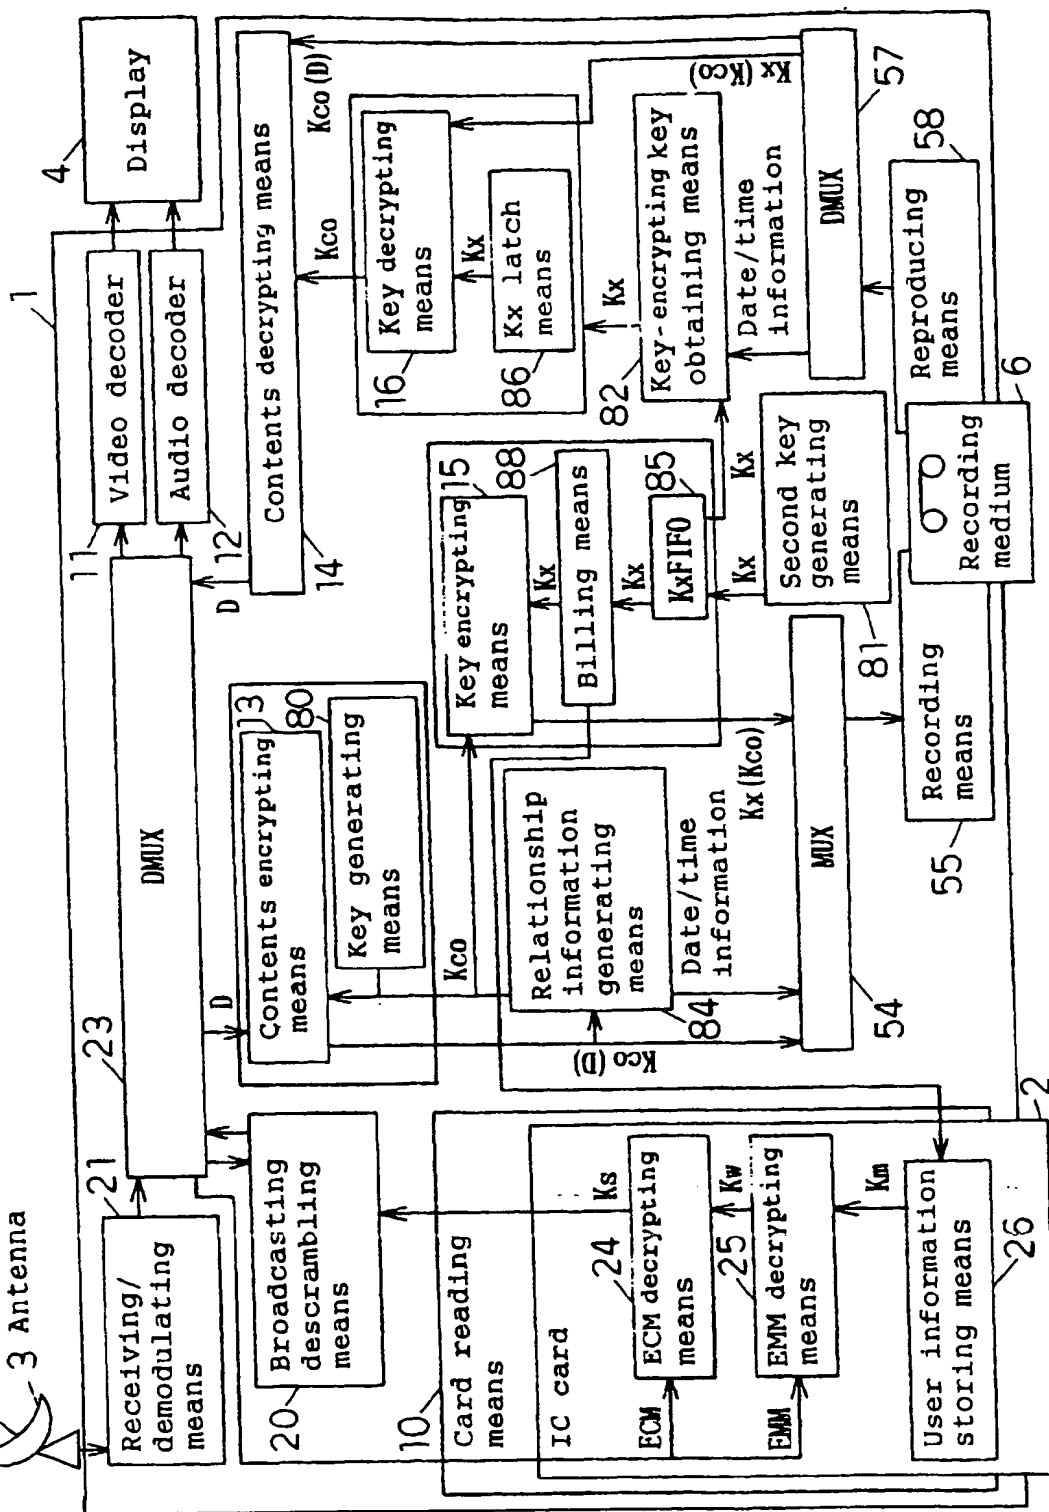 3 Antenna
Receiving/
demodulating
means
21
23
DMUX
11
Video decoder
12
Audio decoder
1
4
Display
20
Broadcasting
descrambling
means
D
Contents encrypting
means
13
Key generating
means
80
D
14
Contents decrypting means
Kco(D)
10
Card reading
means
IC card
ECM
24
ECM decrypting
means
Ks
Kw
EMM
25
EMM decrypting
means
Km
User information
storing means
26
2
Kco
Kco(D)
Relationship
information
generating
means
84
Date/time
information
Key encrypting
means
15
Kx
Billing means
88
Kx
KxFIFO
85
Kx
Kx
Kx(Kco)
Second key
generating
means
81
Kco
Key decrypting
means
16
Kx
Kx latch
means
86
Kx
82
Key-encrypting key
obtaining means
Date/time
information
Kx(Kco)
DMUX
57
MUX
54
Recording
means
55
Recording
medium
6
Reproducing
means
58